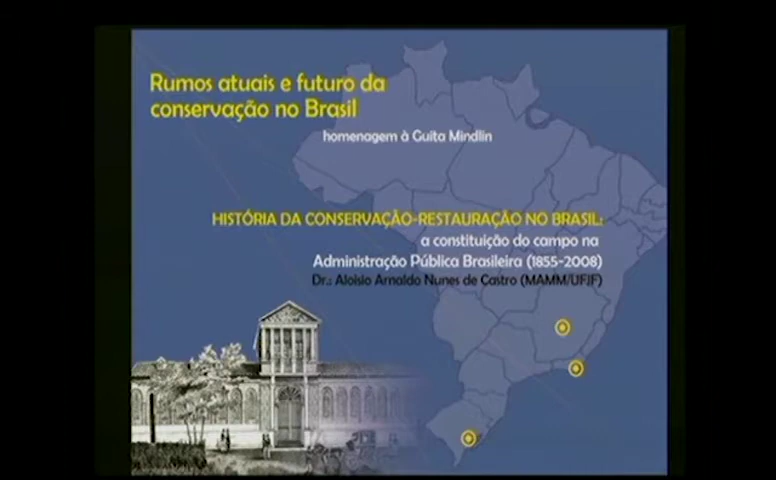 Rumos atuais e futuro da
conservação no Brasil
homenagem à Guita Mindlin
HISTÓRIA DA CONSERVAÇÃO-RESTAURAÇÃO NO BRASIL:
a constituição do campo na
Administração Pública Brasileira (1855-2008)
Dr.: Aloisio Arnaldo Nunes de Castro (MAMM/UFJF)